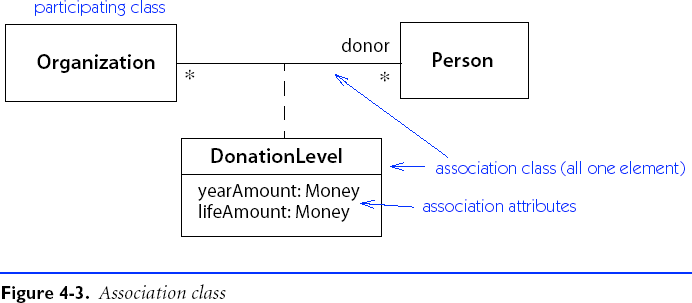 participating class
Organization
*
donor
*
Person
DonationLevel
yearAmount: Money
lifeAmount: Money
association class (all one element)
association attributes
Figure 4-3. Association class